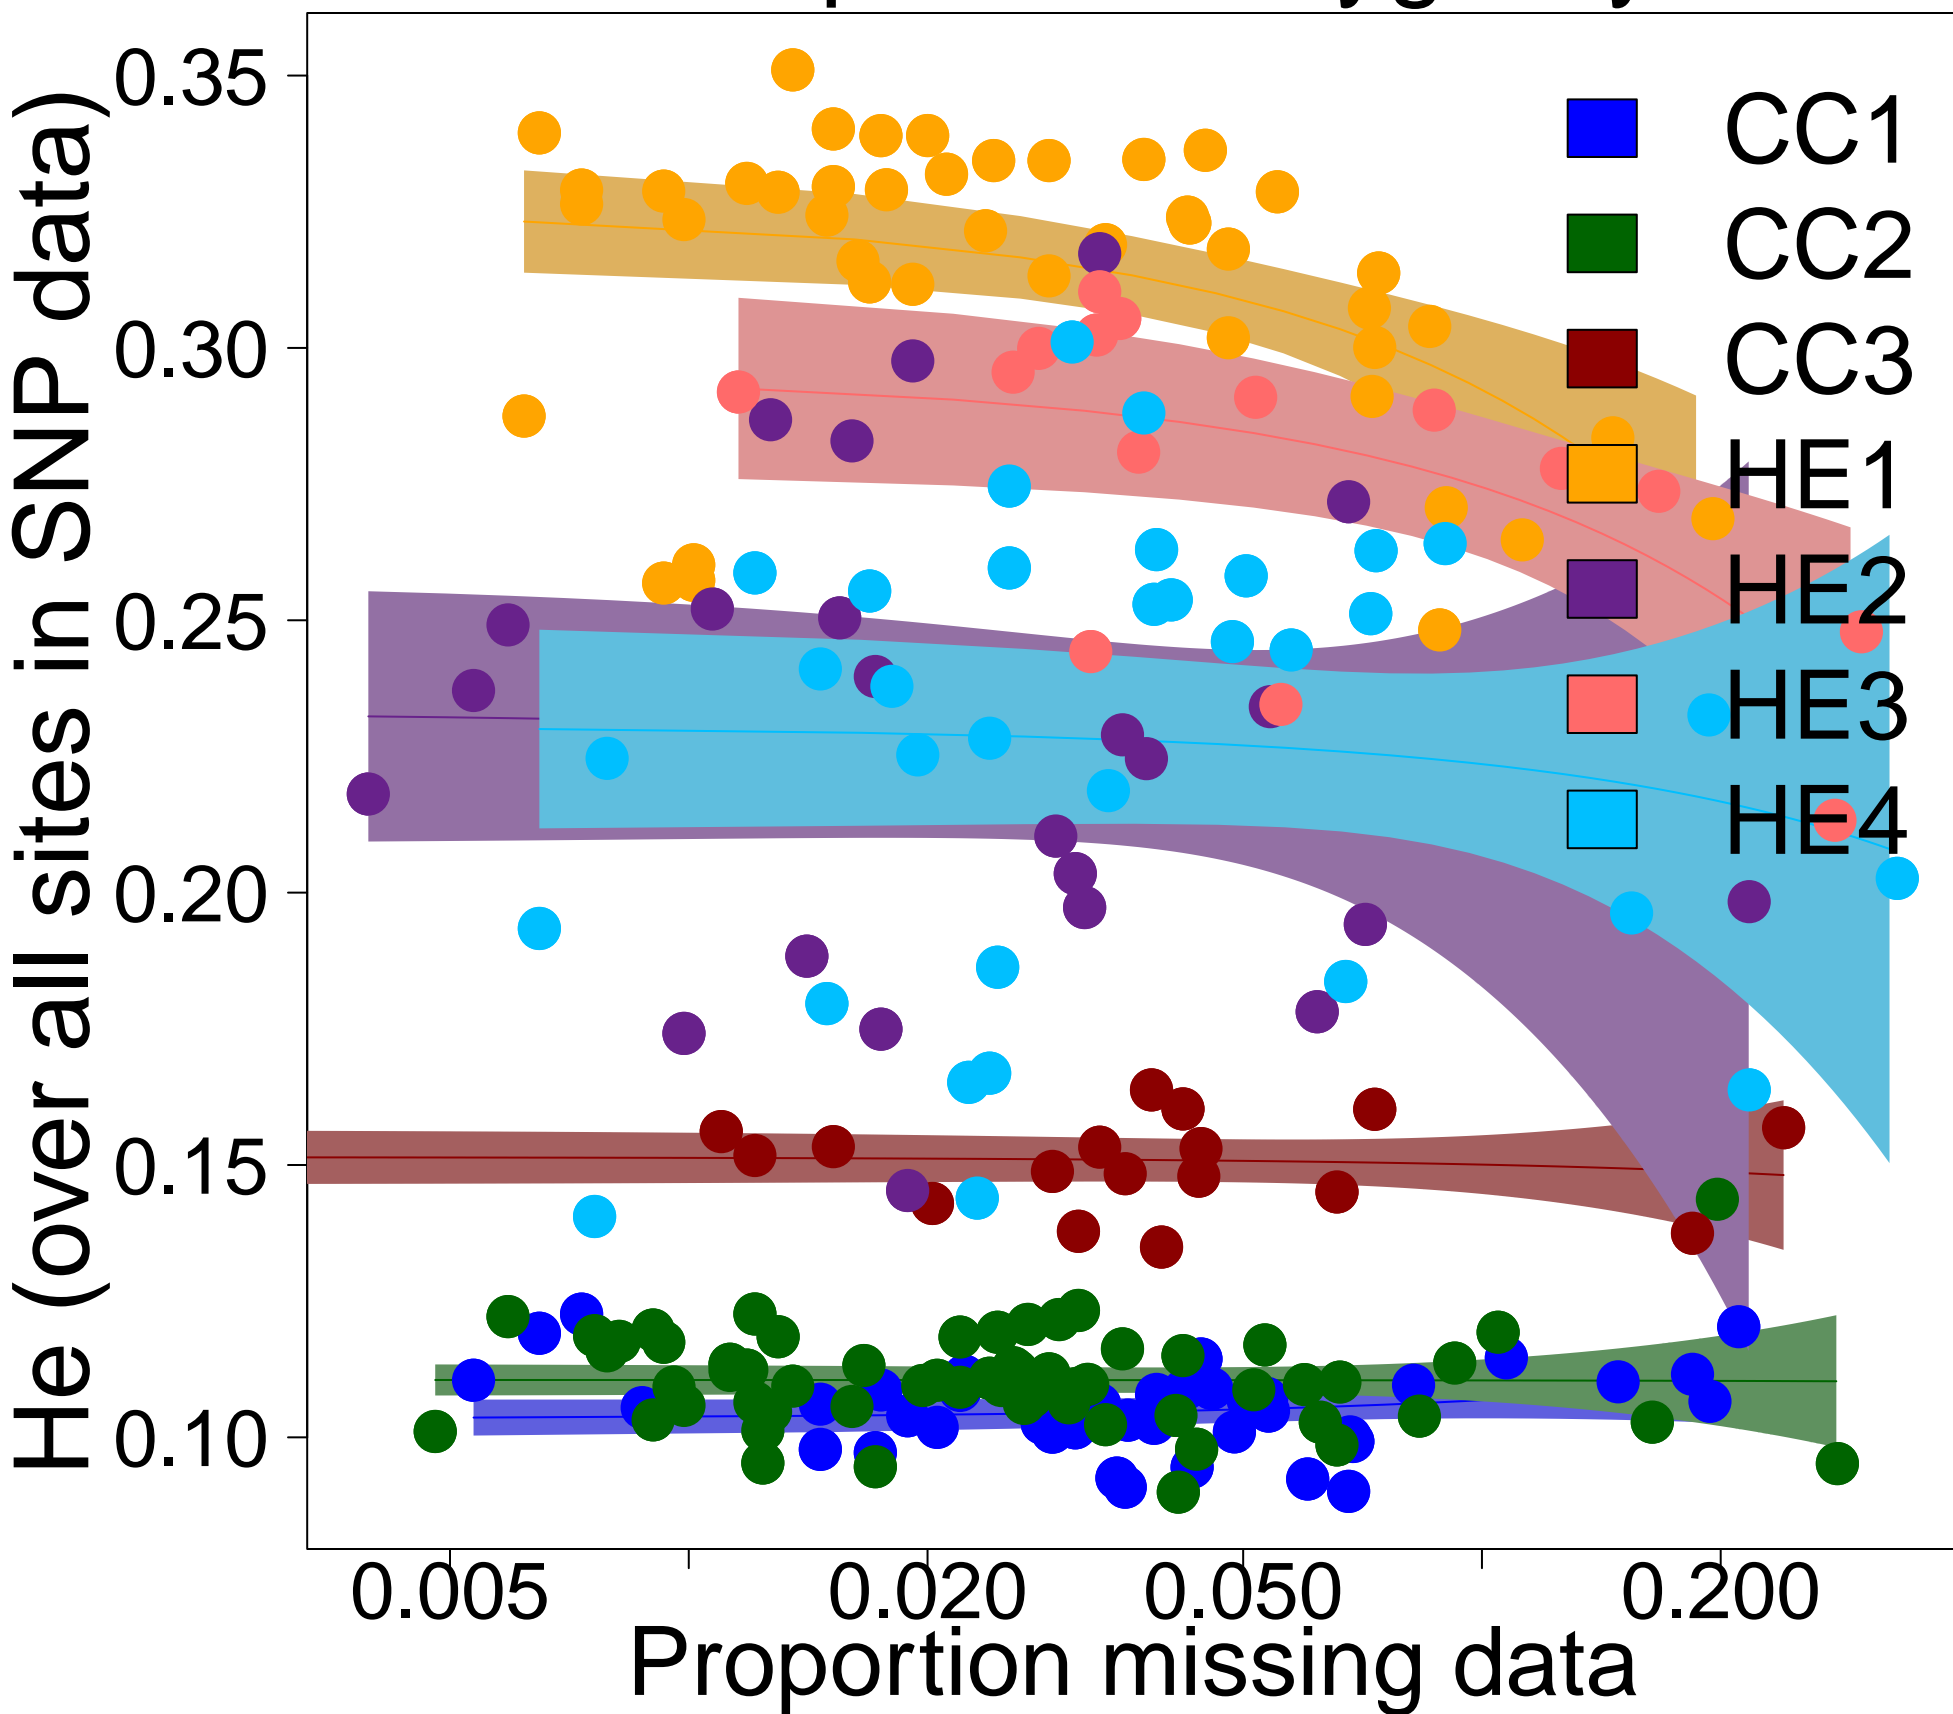 0.35
0.30
0.25
0.20
0.15
0.10
He (over all sites in SNP data)
CC1
CC2
CC3
HE1
HE2
HE3
HE4
0.005
0.020
0.050
0.200
Proportion missing data